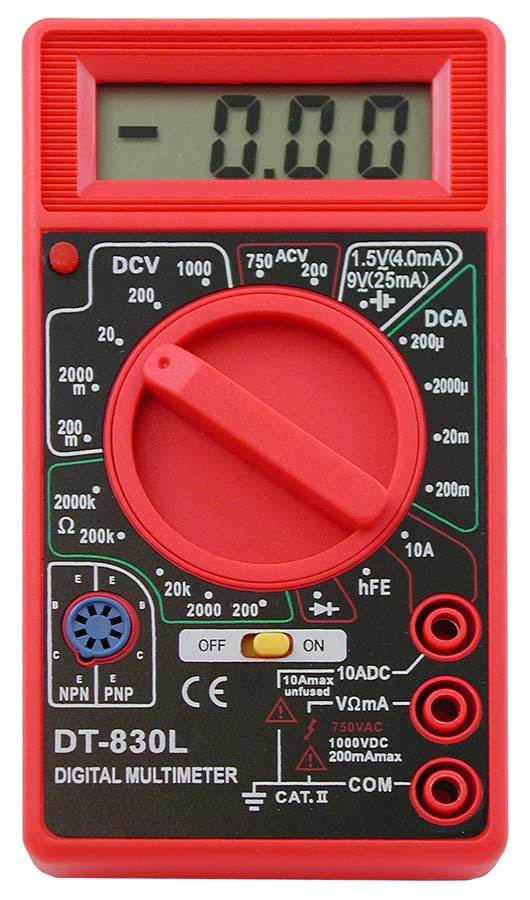 - 0.00
DCV 1000
750 ACV 200
1.5V(4.0mA)
9V(25mA)
200
DCA
20
200µ
2000
m
2000µ
200
m
20m
200m
2000k
Ω 200k
10A
20k
2000 200
hFE
E E
B B
C C
NPN PNP
OFF ON
10ADC
10Amax
unfused
VΩmA
750VAC
1000VDC
200mAmax
CE
DT-830L
DIGITAL MULTIMETER
CAT.II
COM